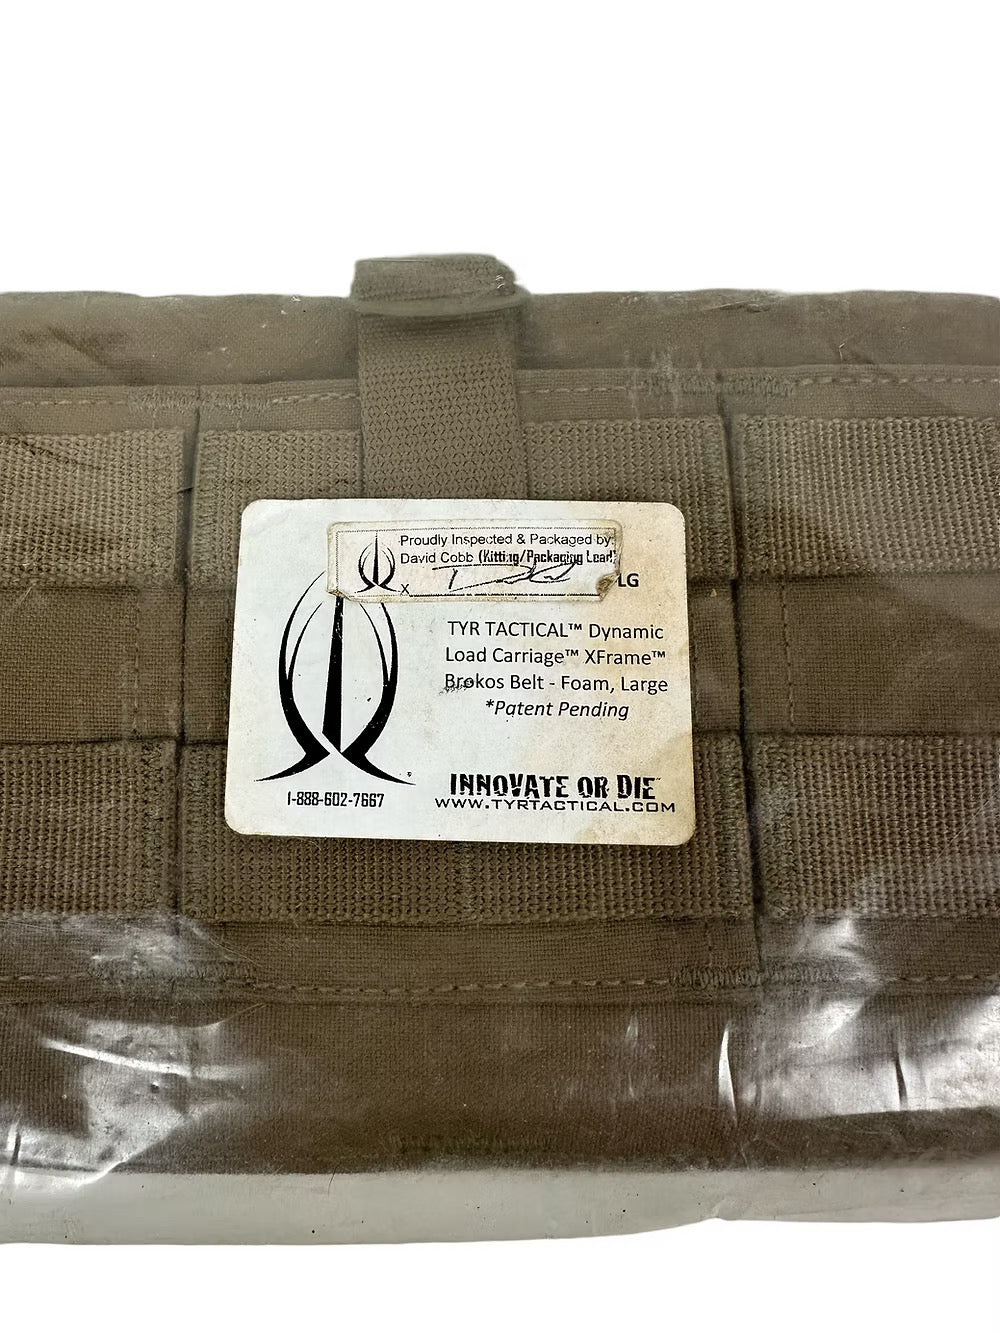 Proudly Inspected & Packaged by:
David Cobb (Kitting/Packaging Lead)
X
LG
TYR TACTICAL™ Dynamic
Load Carriage™ XFrame™
Brokos Belt - Foam, Large
*Patent Pending
1-888-602-7667
INNOVATE OR DIE™
WWW.TYRTACTICAL.COM